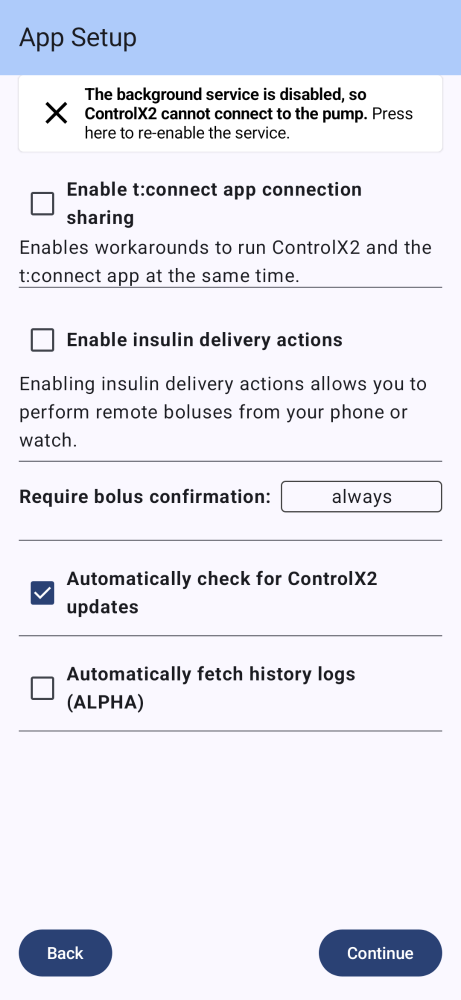 App Setup
The background service is disabled, so
ControlX2 cannot connect to the pump. Press
here to re-enable the service.
Enable t:connect app connection
sharing
Enables workarounds to run ControlX2 and the
t:connect app at the same time.
Enable insulin delivery actions
Enabling insulin delivery actions allows you to
perform remote boluses from your phone or
watch.
Require bolus confirmation: always
Automatically check for ControlX2
updates
Automatically fetch history logs
(ALPHA)
Back Continue